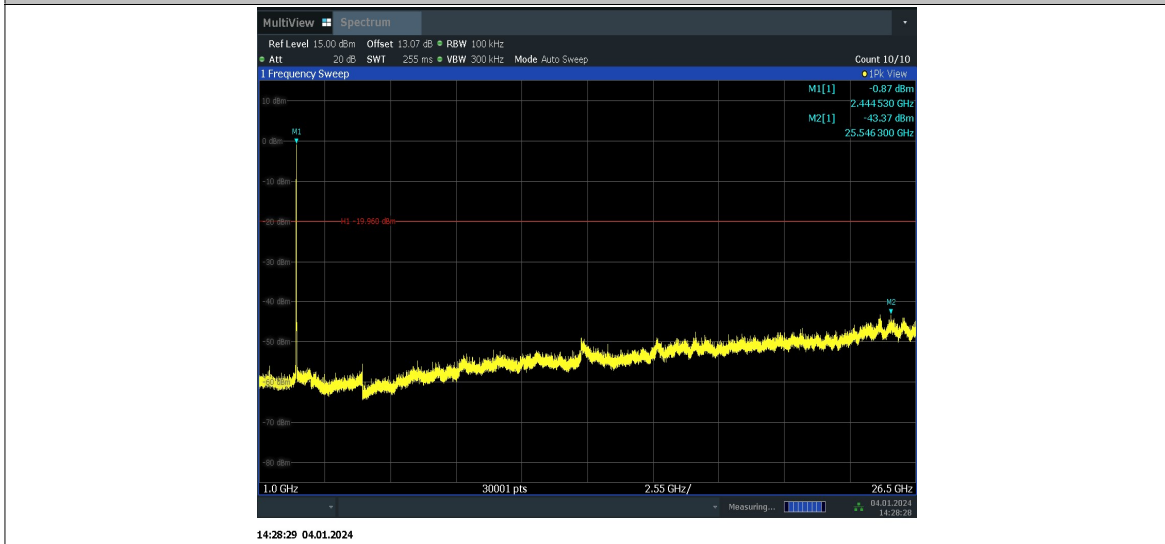 MultiView Spectrum
Ref Level 15.00 dBm Offset 13.07 dB RBW 100 kHz
Att 20 dB SWT 255 ms VBW 300 kHz Mode Auto Sweep Count 10/10
1 Frequency Sweep 1Pk View
M1[1] -0.87 dBm
2.444530 GHz
M2[1] -43.37 dBm
25.546300 GHz
10 dBm
M1
0 dBm
-10 dBm
-20 dBm H1 -19.960 dBm
-30 dBm
-40 dBm
M2
-50 dBm
-60 dBm
-70 dBm
-80 dBm
1.0 GHz 30001 pts 2.55 GHz/ 26.5 GHz
Measuring... 04.01.2024
14:28:28
14:28:29 04.01.2024